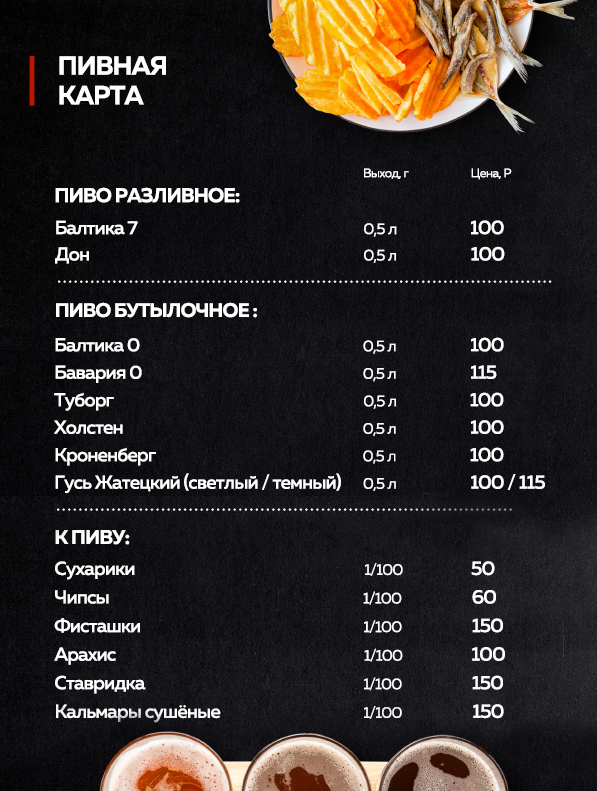 ПИВНАЯ
КАРТА
Выход, г Цена, Р
ПИВО РАЗЛИВНОЕ:
Балтика 7 0,5 л 100
Дон 0,5 л 100
ПИВО БУТЫЛОЧНОЕ :
Балтика 0 0,5 л 100
Бавария 0 0,5 л 115
Туборг 0,5 л 100
Холстен 0,5 л 100
Кроненберг 0,5 л 100
Гусь Жатецкий (светлый / темный) 0,5 л 100 / 115
К ПИВУ:
Сухарики 1/100 50
Чипсы 1/100 60
Фисташки 1/100 150
Арахис 1/100 100
Ставридка 1/100 150
Кальмары сушёные 1/100 150